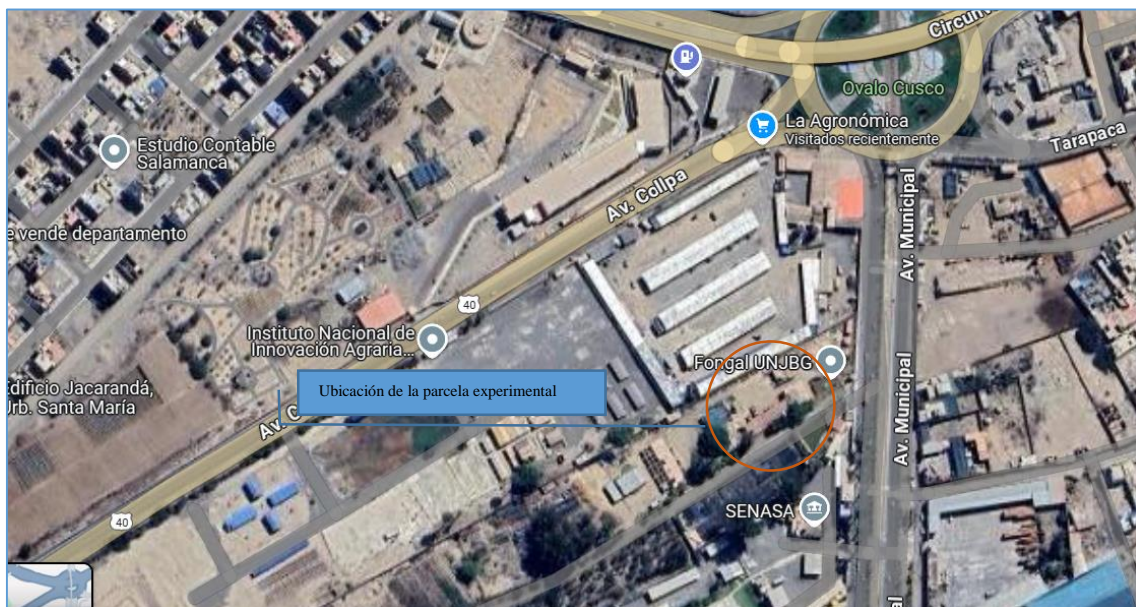 Circunv
Ovalo Cusco
La Agronómica
Visitados recientemente
Tarapaca
Estudio Contable
Salamanca
Av. Collpa
Av. Municipal
e vende departamento
40
Instituto Nacional de
Innovación Agraria...
Fongal UNJBG
Edificio Jacarandá,
Urb. Santa María
Ubicación de la parcela experimental
Av. C
Av. Municipal
40
SENASA
al